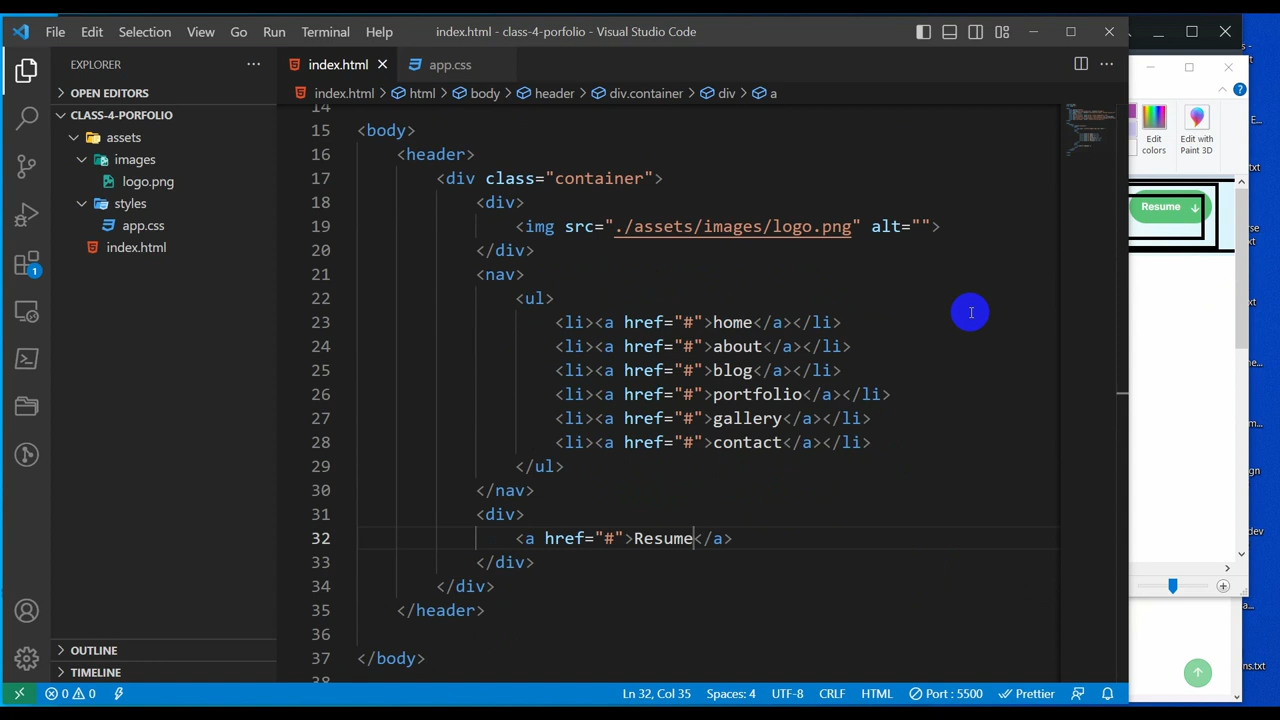 File Edit Selection View Go Run Terminal Help index.html - class-4-porfolio - Visual Studio Code
EXPLORER
OPEN EDITORS
CLASS-4-PORFOLIO
assets
images
logo.png
styles
app.css
index.html
OUTLINE
TIMELINE
1
index.html app.css
index.html > html > body > header > div.container > div > a
14
15 <body>
16 <header>
17 <div class="container">
18 <div>
19 <img src="./assets/images/logo.png" alt="">
20 </div>
21 <nav>
22 <ul>
23 <li><a href="#">home</a></li>
24 <li><a href="#">about</a></li>
25 <li><a href="#">blog</a></li>
26 <li><a href="#">portfolio</a></li>
27 <li><a href="#">gallery</a></li>
28 <li><a href="#">contact</a></li>
29 </ul>
30 </nav>
31 <div>
32 <a href="#">Resume</a>
33 </div>
34 </div>
35 </header>
36
37 </body>
Edit
colors
Edit with
Paint 3D
Resume
0 0 Ln 32, Col 35 Spaces: 4 UTF-8 CRLF HTML Port : 5500 Prettier